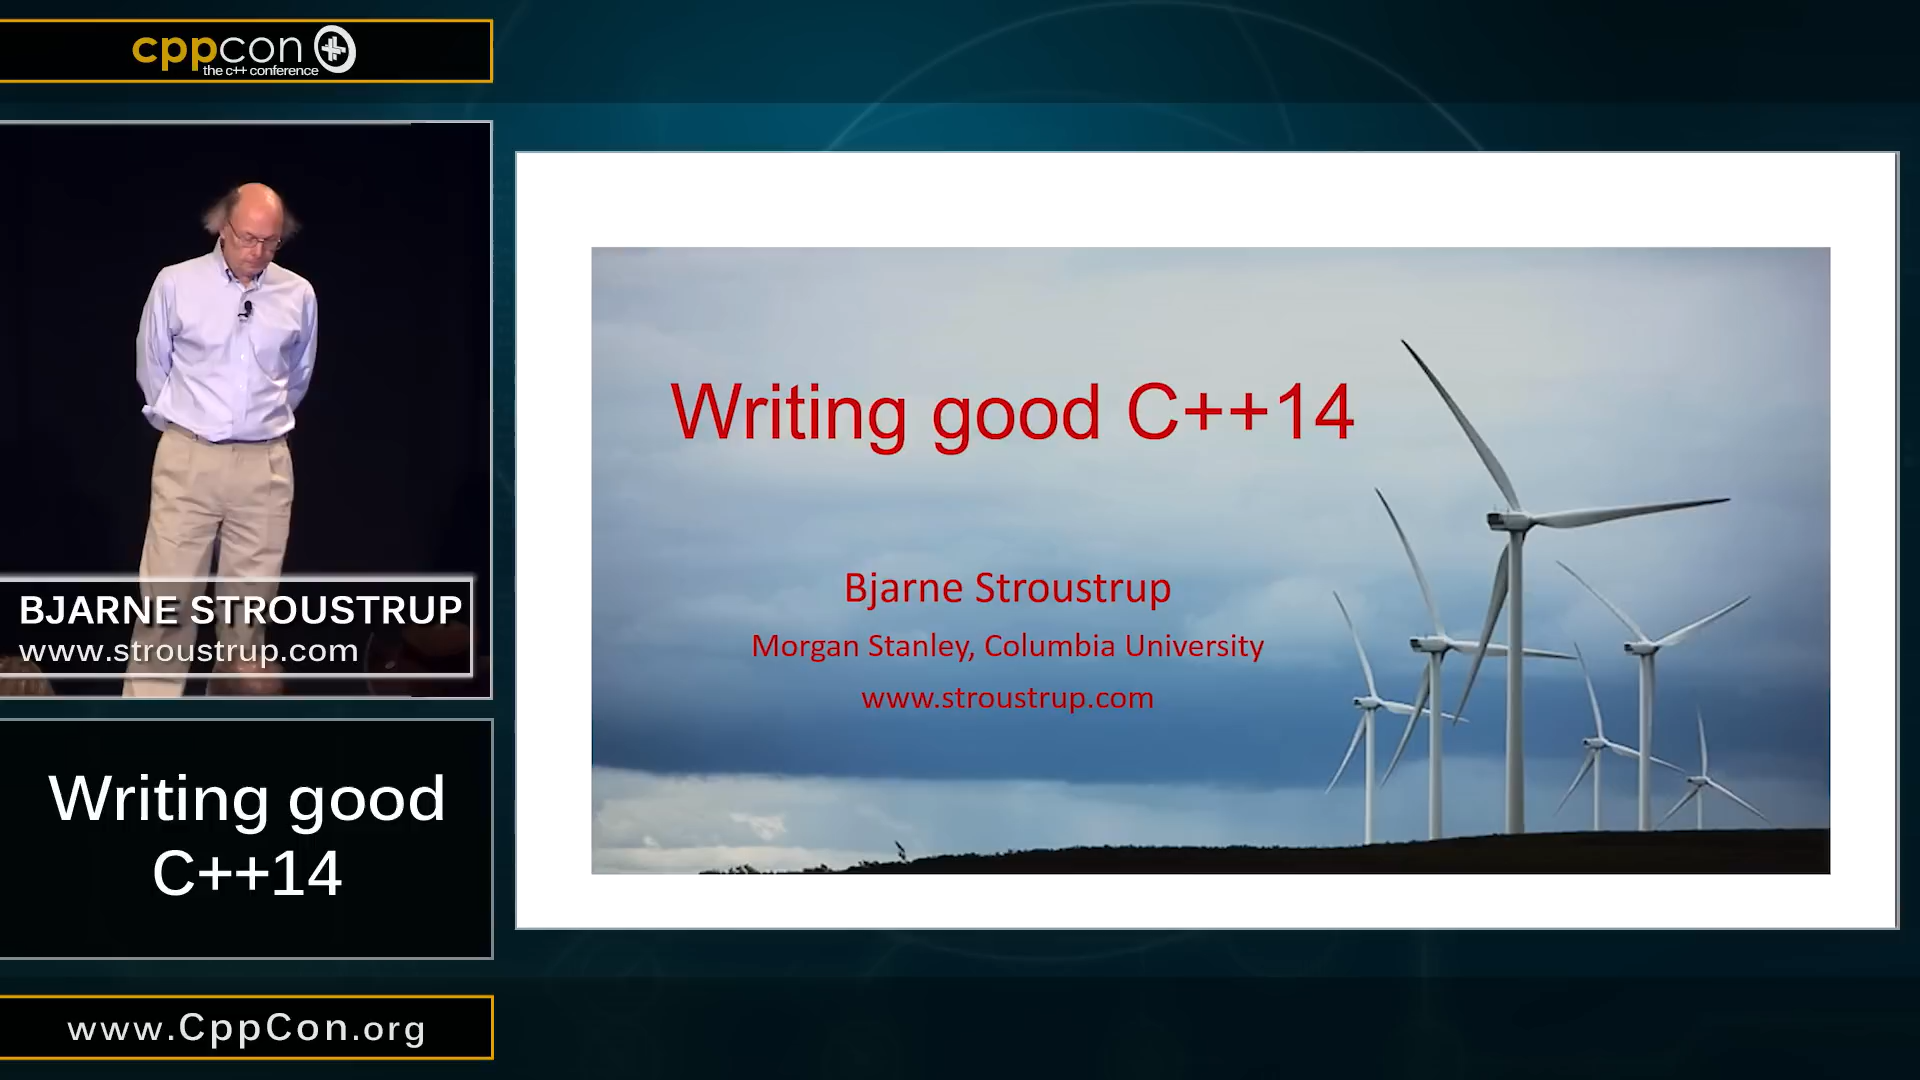 cppcon
the c++ conference
BJARNE STROUSTRUP
www.stroustrup.com
Writing good
C++14
www.CppCon.org
Writing good C++14
Bjarne Stroustrup
Morgan Stanley, Columbia University
www.stroustrup.com